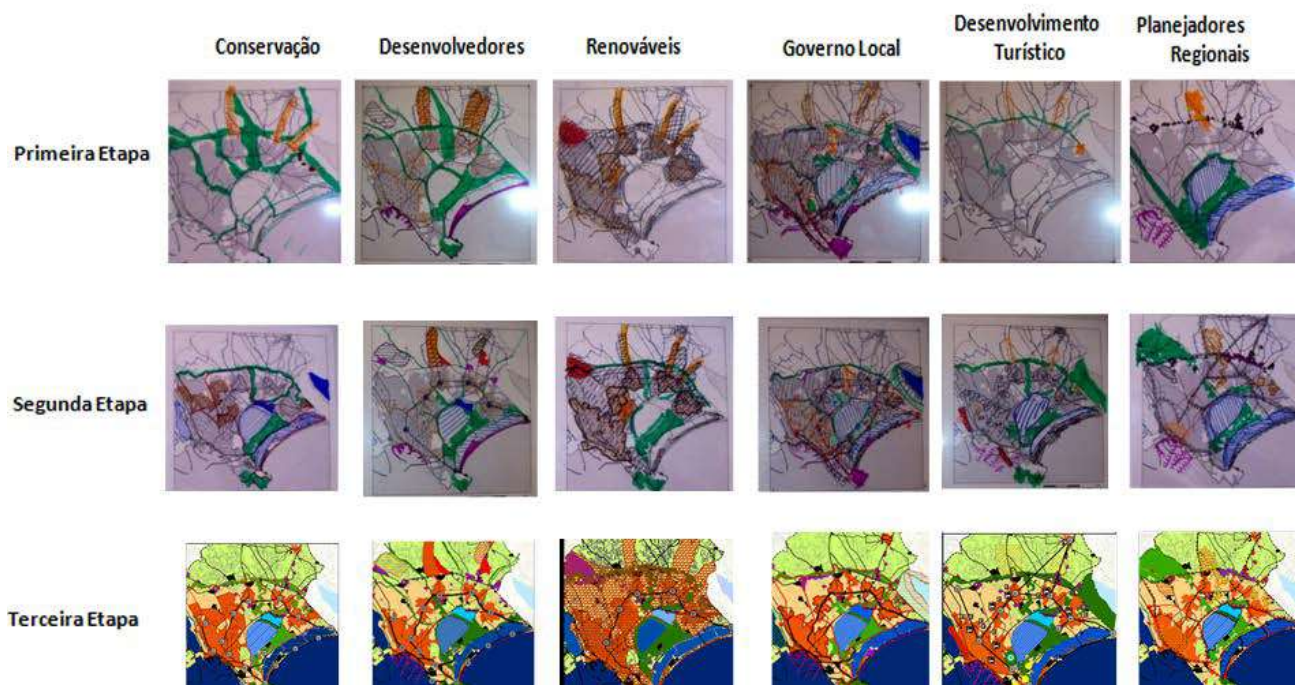 Conservação
Desenvolvedores
Renováveis
Governo Local
Desenvolvimento
Turístico
Planejadores
Regionais
Primeira Etapa
Segunda Etapa
Terceira Etapa